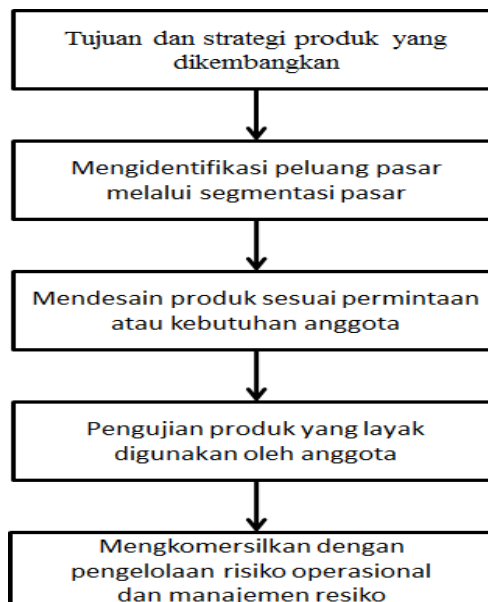 Tujuan dan strategi produk yang
dikembangkan
Mengidentifikasi peluang pasar
melalui segmentasi pasar
Mendesain produk sesuai permintaan
atau kebutuhan anggota
Pengujian produk yang layak
digunakan oleh anggota
Mengkomersilkan dengan
pengelolaan risiko operasional
dan manajemen resiko